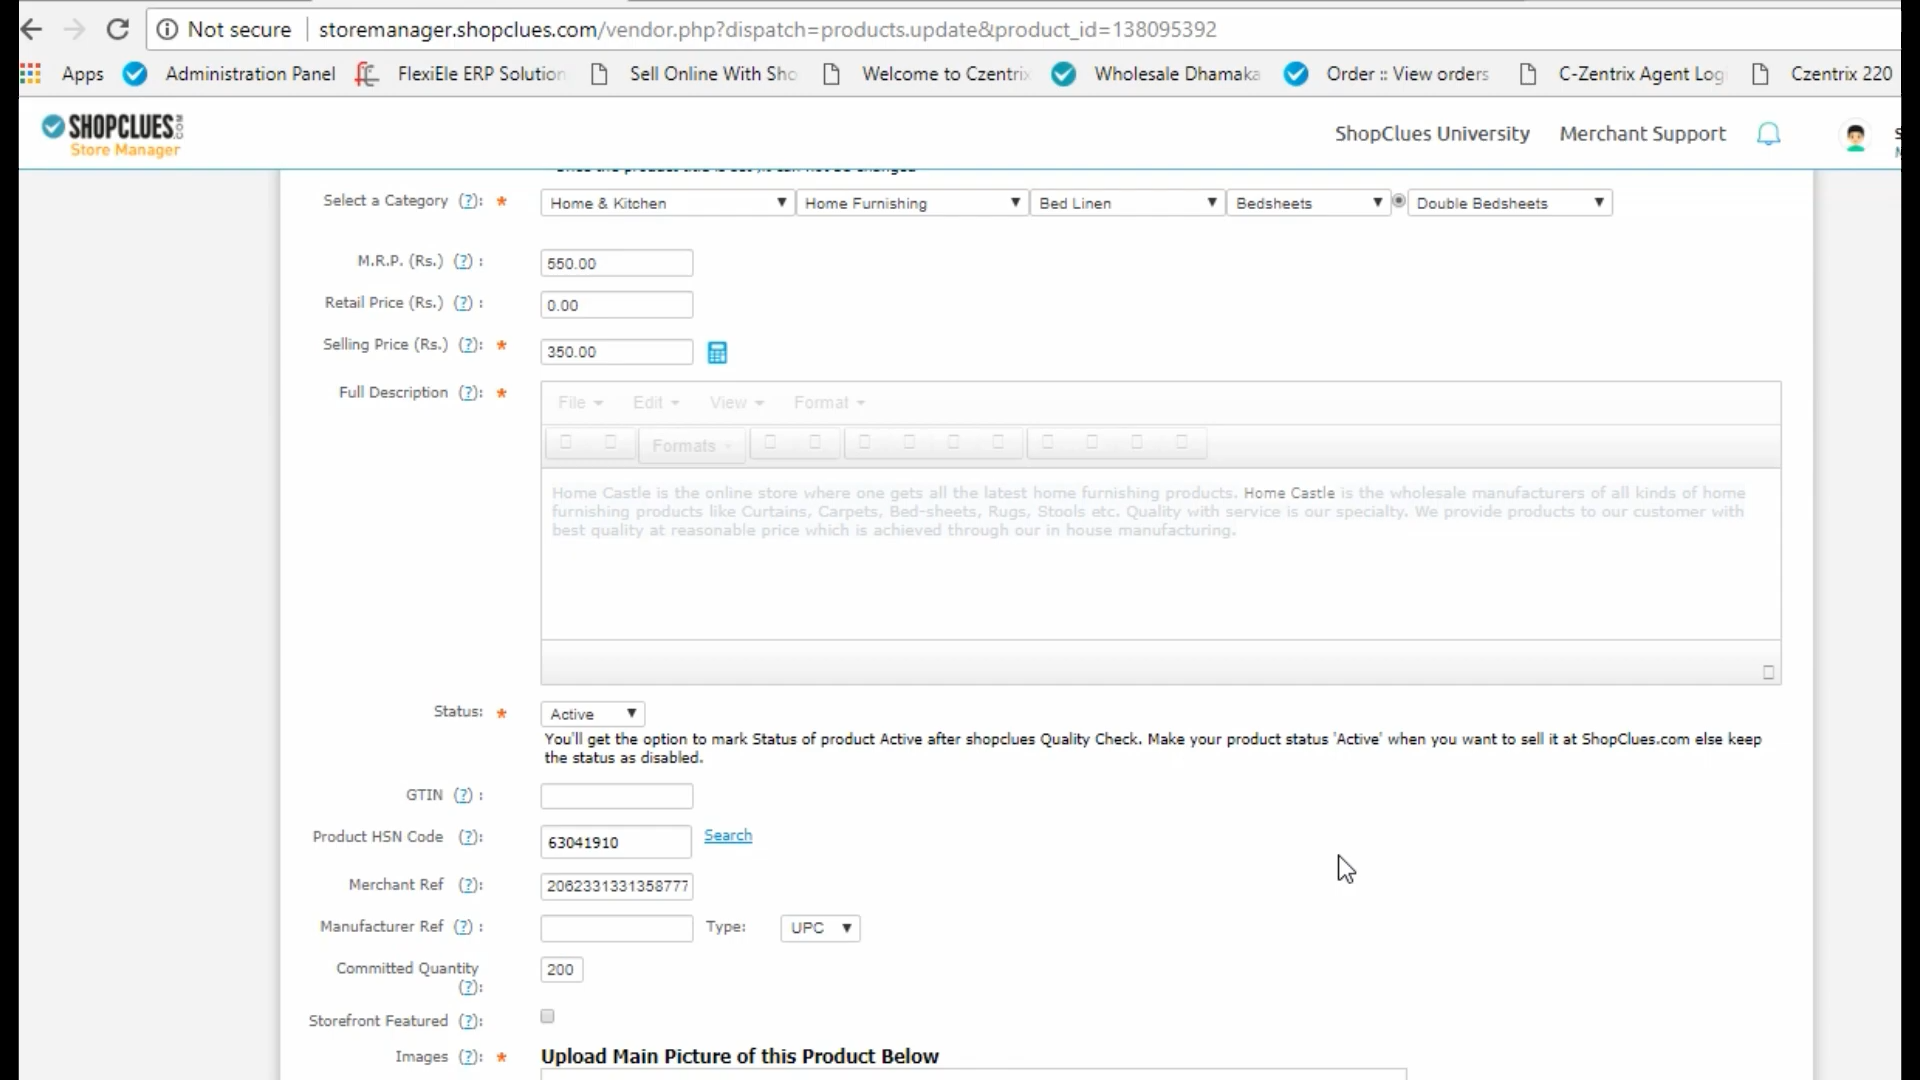 Not secure storemanager.shopclues.com/vendor.php?dispatch=products.update&product_id=138095392
Apps Administration Panel FlexiEle ERP Solution Sell Online With Sho Welcome to Czentrix Wholesale Dhamaka Order :: View orders C-Zentrix Agent Log Czentrix 220
SHOPCLUES.COM
Store Manager
ShopClues University Merchant Support
Select a Category (?): * Home & Kitchen Home Furnishing Bed Linen Bedsheets Double Bedsheets
M.R.P. (Rs.) (?) : 550.00
Retail Price (Rs.) (?) : 0.00
Selling Price (Rs.) (?): * 350.00
Full Description (?): * File Edit View Format
Formats
Home Castle is the online store where one gets all the latest home furnishing products. Home Castle is the wholesale manufacturers of all kinds of home
furnishing products like Curtains, Carpets, Bed-sheets, Rugs, Stools etc. Quality with service is our specialty. We provide products to our customer with
best quality at reasonable price which is achieved through our in house manufacturing.
Status: * Active
You'll get the option to mark Status of product Active after shopclues Quality Check. Make your product status 'Active' when you want to sell it at ShopClues.com else keep
the status as disabled.
GTIN (?) :
Product HSN Code (?): 63041910 Search
Merchant Ref (?): 2062331331358777
Manufacturer Ref (?) : Type: UPC
Committed Quantity 200
(?):
Storefront Featured (?):
Images (?): * Upload Main Picture of this Product Below